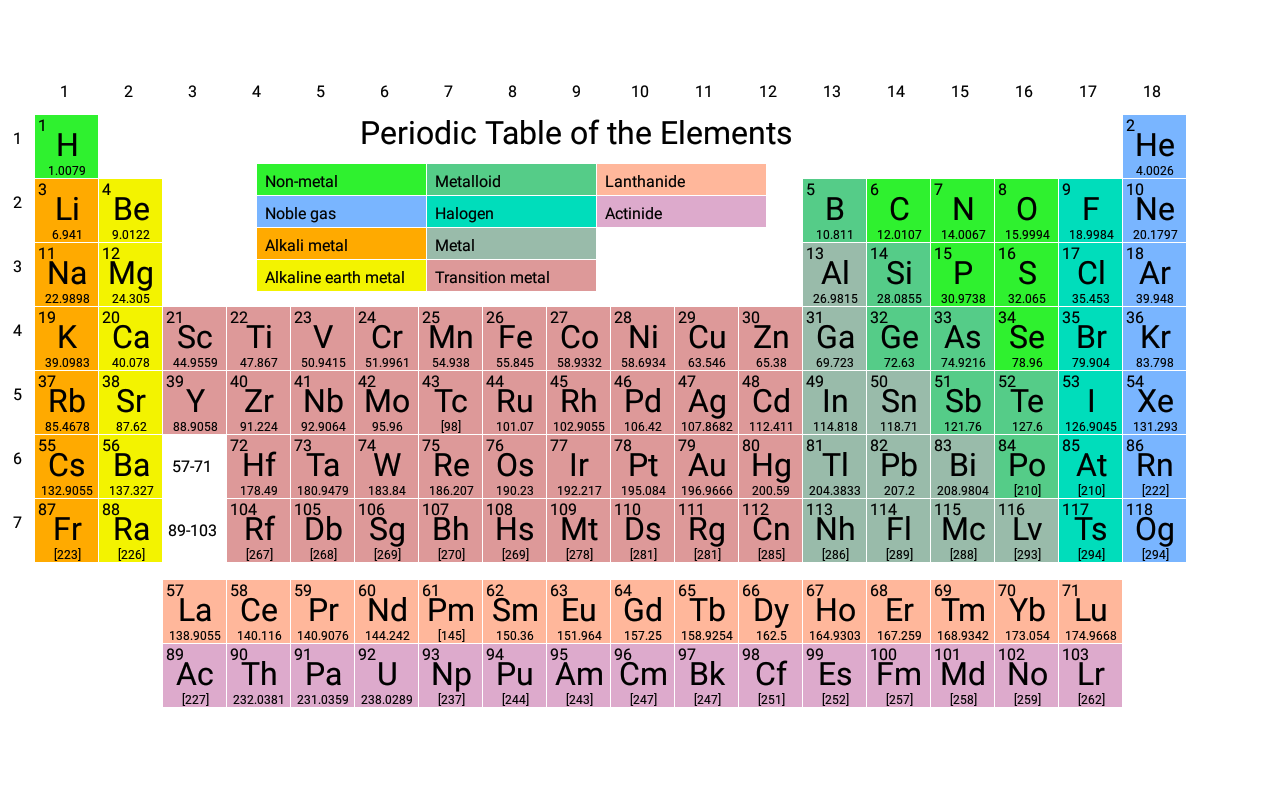 1 2 3 4 5 6 7 8 9 10 11 12 13 14 15 16 17 18
Periodic Table of the Elements
1
1 2
H He
1.0079 4.0026
Non-metal Metalloid Lanthanide
Noble gas Halogen Actinide
Alkali metal Metal
Alkaline earth metal Transition metal
2
3 4 5 6 7 8 9 10
Li Be B C N O F Ne
6.941 9.0122 10.811 12.0107 14.0067 15.9994 18.9984 20.1797
3
11 12 13 14 15 16 17 18
Na Mg Al Si P S Cl Ar
22.9898 24.305 26.9815 28.0855 30.9738 32.065 35.453 39.948
4
19 20 21 22 23 24 25 26 27 28 29 30 31 32 33 34 35 36
K Ca Sc Ti V Cr Mn Fe Co Ni Cu Zn Ga Ge As Se Br Kr
39.0983 40.078 44.9559 47.867 50.9415 51.9961 54.938 55.845 58.9332 58.6934 63.546 65.38 69.723 72.63 74.9216 78.96 79.904 83.798
5
37 38 39 40 41 42 43 44 45 46 47 48 49 50 51 52 53 54
Rb Sr Y Zr Nb Mo Tc Ru Rh Pd Ag Cd In Sn Sb Te I Xe
85.4678 87.62 88.9058 91.224 92.9064 95.96 [98] 101.07 102.9055 106.42 107.8682 112.411 114.818 118.71 121.76 127.6 126.9045 131.293
6
55 56 72 73 74 75 76 77 78 79 80 81 82 83 84 85 86
Cs Ba 57-71 Hf Ta W Re Os Ir Pt Au Hg Tl Pb Bi Po At Rn
132.9055 137.327 178.49 180.9479 183.84 186.207 190.23 192.217 195.084 196.9666 200.59 204.3833 207.2 208.9804 [210] [210] [222]
7
87 88 104 105 106 107 108 109 110 111 112 113 114 115 116 117 118
Fr Ra 89-103 Rf Db Sg Bh Hs Mt Ds Rg Cn Nh Fl Mc Lv Ts Og
[223] [226] [267] [268] [269] [270] [269] [278] [281] [281] [285] [286] [289] [288] [293] [294] [294]
57 58 59 60 61 62 63 64 65 66 67 68 69 70 71
La Ce Pr Nd Pm Sm Eu Gd Tb Dy Ho Er Tm Yb Lu
138.9055 140.116 140.9076 144.242 [145] 150.36 151.964 157.25 158.9254 162.5 164.9303 167.259 168.9342 173.054 174.9668
89 90 91 92 93 94 95 96 97 98 99 100 101 102 103
Ac Th Pa U Np Pu Am Cm Bk Cf Es Fm Md No Lr
[227] 232.0381 231.0359 238.0289 [237] [244] [243] [247] [247] [251] [252] [257] [258] [259] [262]